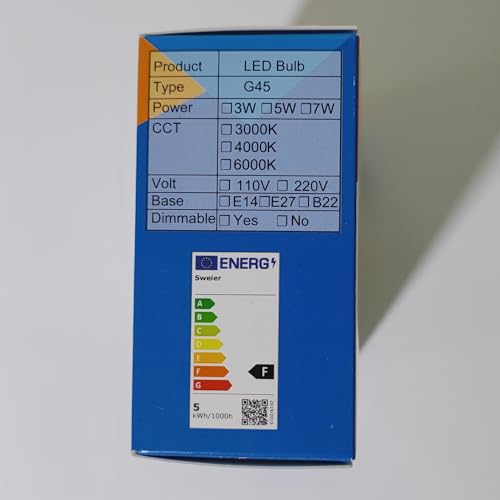 Product LED Bulb
Type G45
Power ☐3W ☐5W ☐7W
CCT ☐3000K
☐4000K
☐6000K
Volt ☐ 110V ☐ 220V
Base ☐E14☐E27☐B22
Dimmable ☐Yes ☐No
ENERG
Sweier
A
B
C
D
E
F F
G
5
kWh/1000h